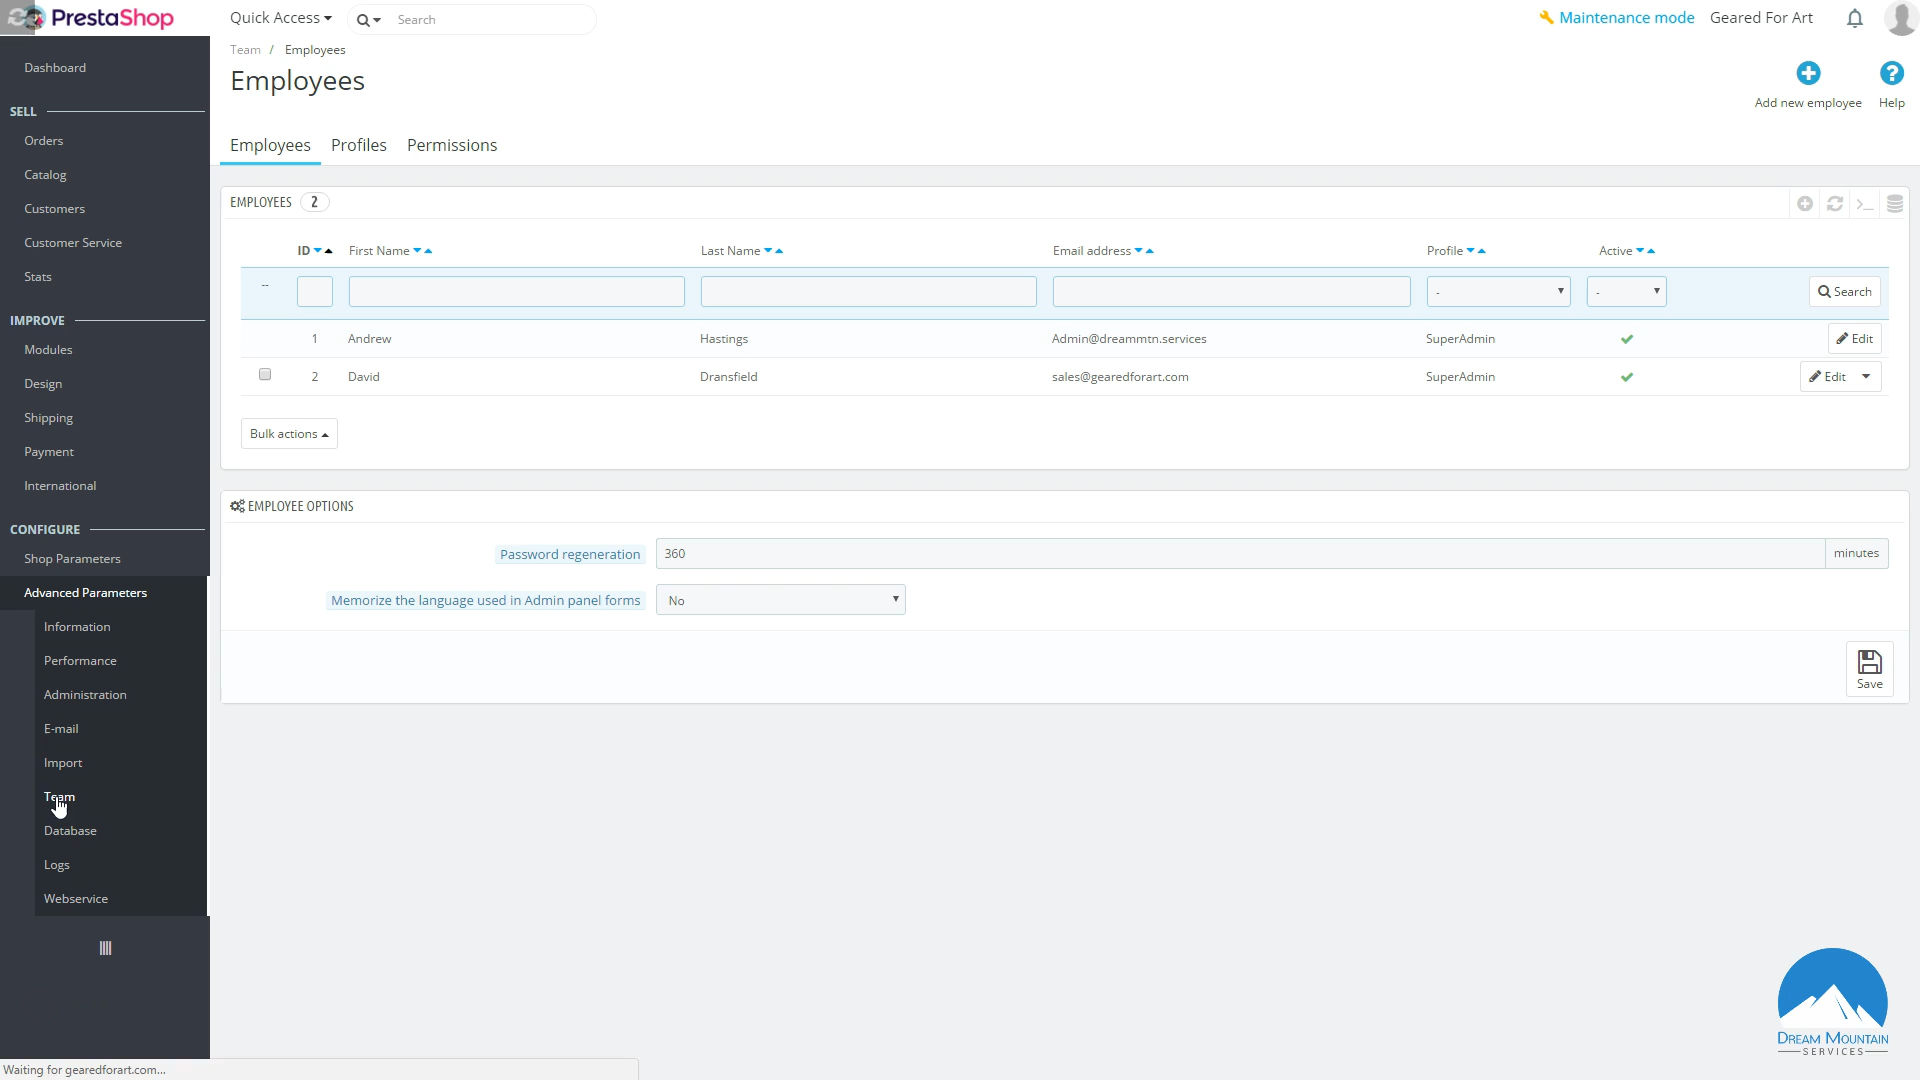 PrestaShop
Quick Access
Search
Maintenance mode
Geared For Art
Team / Employees
Employees
Add new employee
Help
Employees
Profiles
Permissions
Dashboard
SELL
Orders
Catalog
Customers
Customer Service
Stats
IMPROVE
Modules
Design
Shipping
Payment
International
CONFIGURE
Shop Parameters
Advanced Parameters
Information
Performance
Administration
E-mail
Import
Team
Database
Logs
Webservice
EMPLOYEES 2
ID First Name Last Name Email address Profile Active
-- - - Search
1 Andrew Hastings Admin@dreammtn.services SuperAdmin Edit
2 David Dransfield sales@gearedforart.com SuperAdmin Edit
Bulk actions
EMPLOYEE OPTIONS
Password regeneration 360 minutes
Memorize the language used in Admin panel forms No
Save
DREAM MOUNTAIN
SERVICES
Waiting for gearedforart.com...